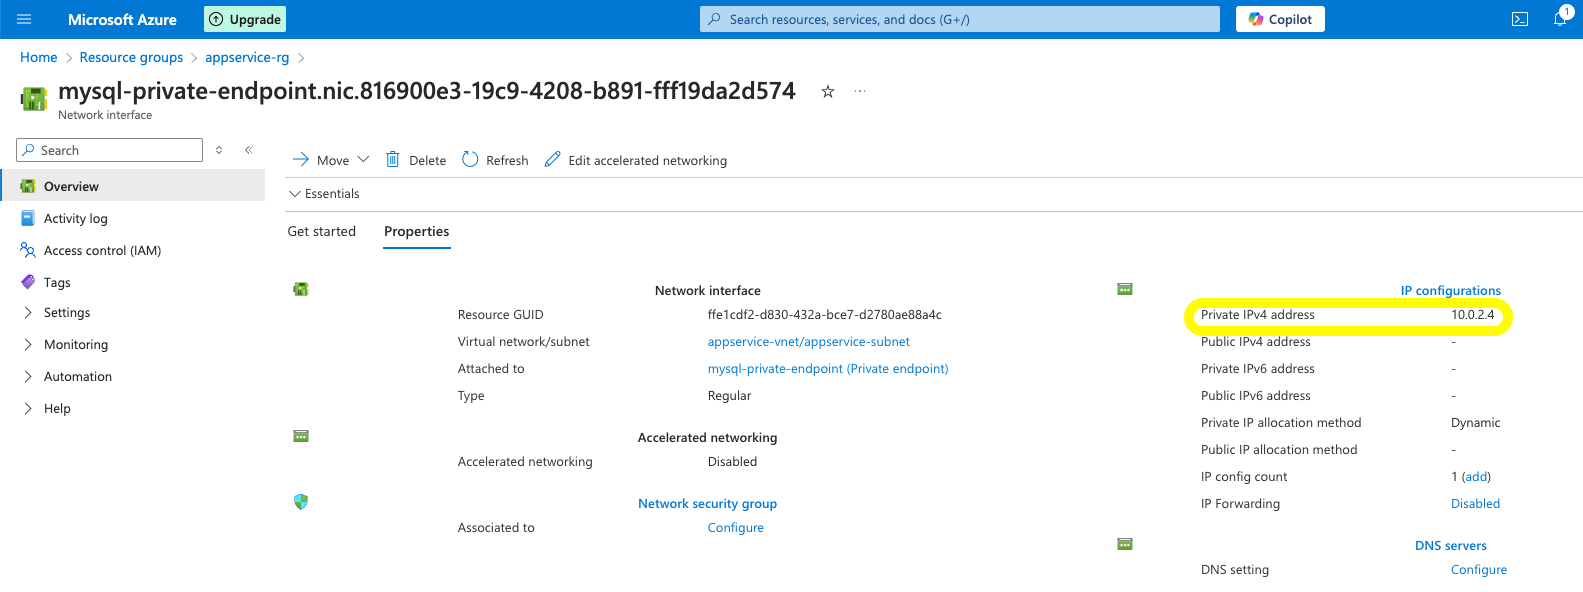 Microsoft Azure
Upgrade
Search resources, services, and docs (G+/)
Copilot
1
Home > Resource groups > appservice-rg >
mysql-private-endpoint.nic.816900e3-19c9-4208-b891-fff19da2d574
Network interface
Search
Move
Delete
Refresh
Edit accelerated networking
Essentials
Overview
Activity log
Access control (IAM)
Tags
Settings
Monitoring
Automation
Help
Get started
Properties
Network interface
Resource GUID ffe1cdf2-d830-432a-bce7-d2780ae88a4c
Virtual network/subnet appservice-vnet/appservice-subnet
Attached to mysql-private-endpoint (Private endpoint)
Type Regular
Accelerated networking
Accelerated networking Disabled
Network security group
Associated to Configure
IP configurations
Private IPv4 address 10.0.2.4
Public IPv4 address -
Private IPv6 address -
Public IPv6 address -
Private IP allocation method Dynamic
Public IP allocation method -
IP config count 1 (add)
IP Forwarding Disabled
DNS servers
DNS setting Configure